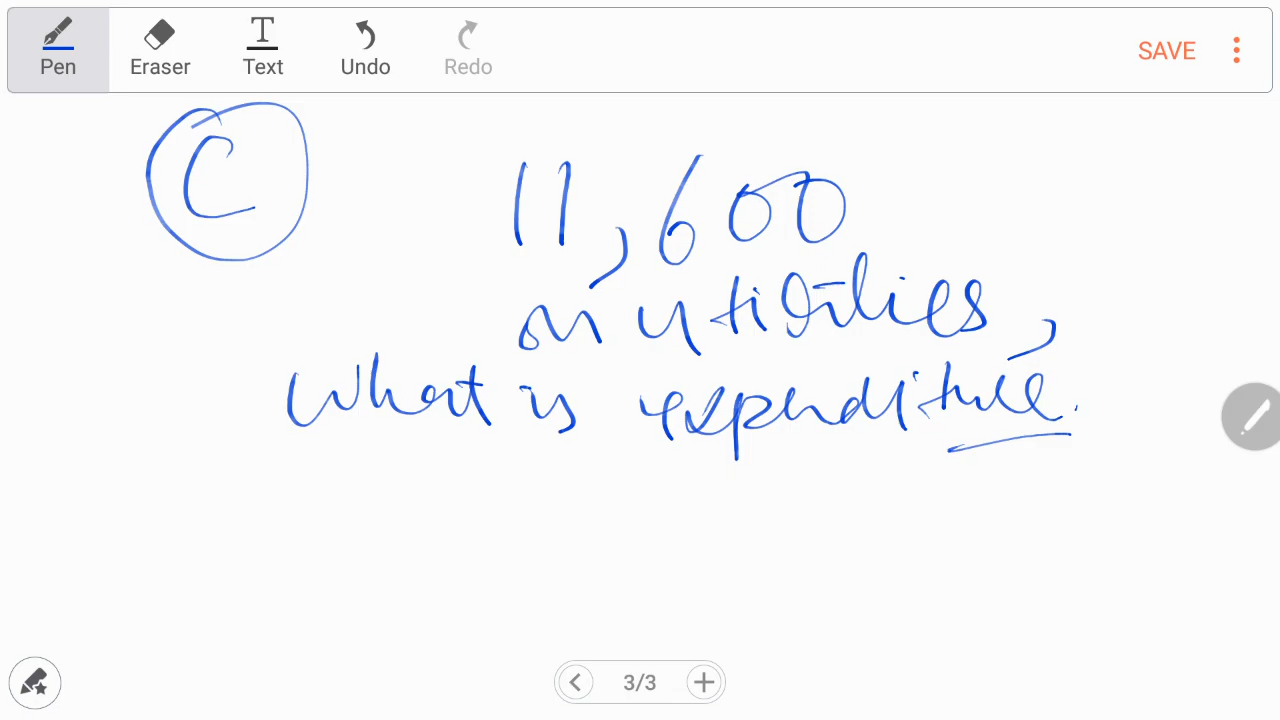 Pen
Eraser
Text
Undo
Redo
SAVE
C
11,600
on utilities,
what is expenditure.
3/3